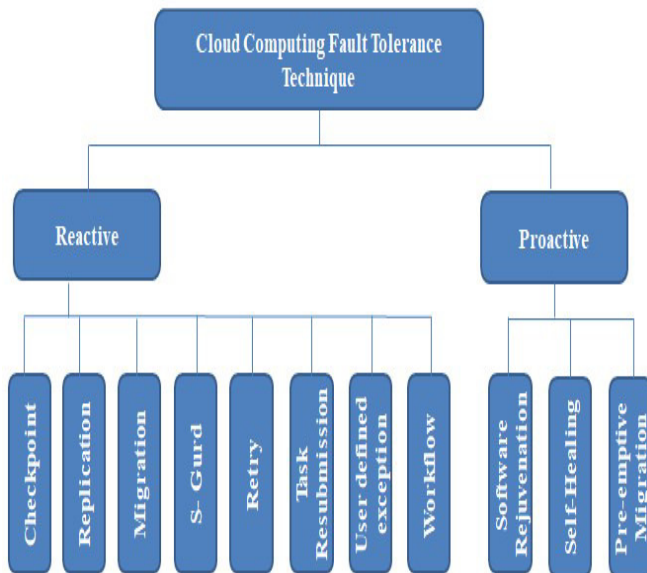 Cloud Computing Fault Tolerance
Technique
Reactive
Proactive
Checkpoint
Replication
Migration
S- Gurd
Retry
Task
Resubmission
User defined
exception
Workflow
Software
Rejuvenation
Self-Healing
Pre-emptive
Migration